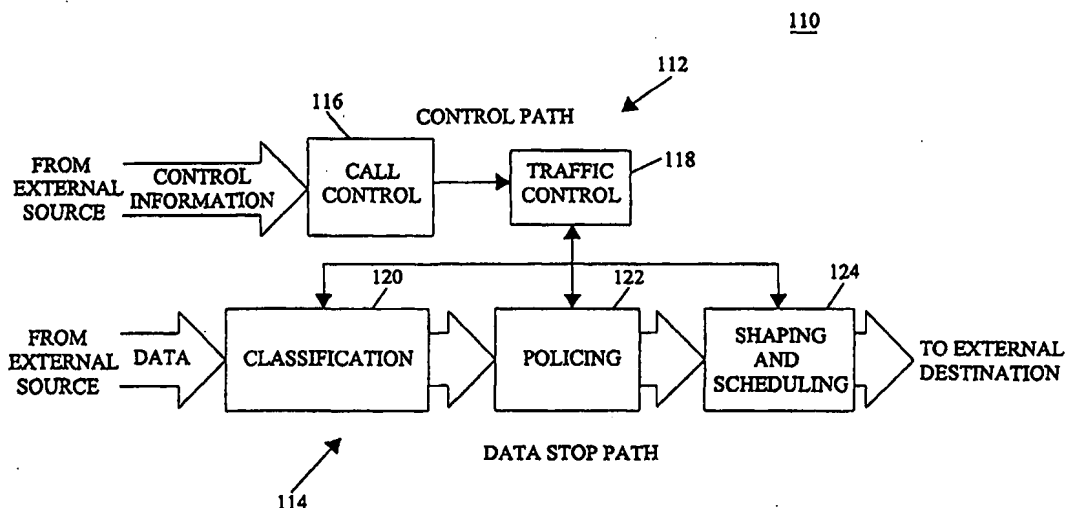 110
112
116
CONTROL PATH
FROM
EXTERNAL
SOURCE
CONTROL
INFORMATION
CALL
CONTROL
TRAFFIC
CONTROL
118
120
122
124
FROM
EXTERNAL
SOURCE
DATA
CLASSIFICATION
POLICING
SHAPING
AND
SCHEDULING
TO EXTERNAL
DESTINATION
DATA STOP PATH
114